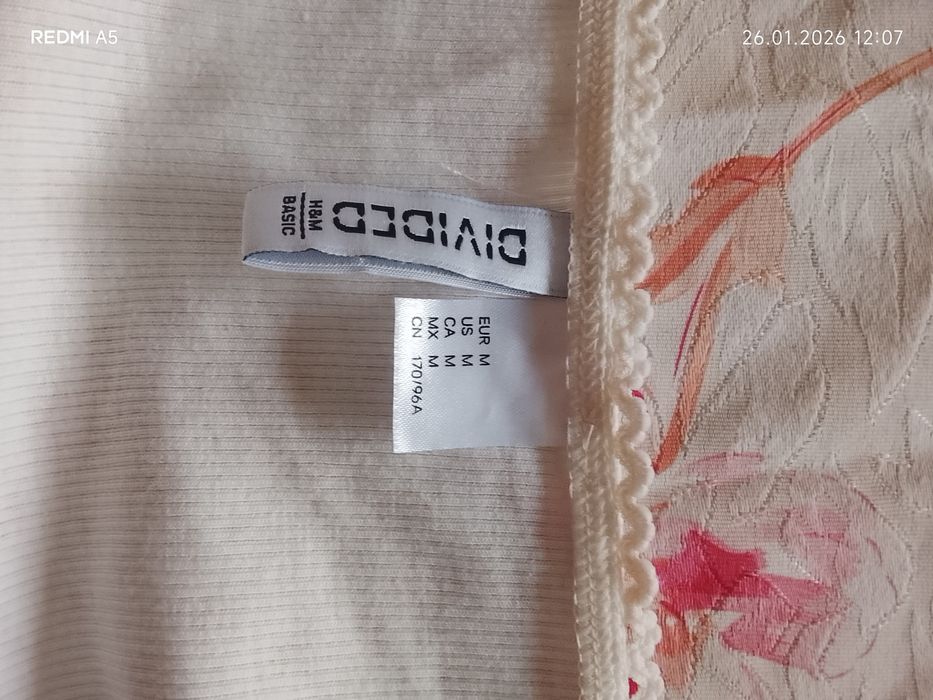 REDMI A5
26.01.2026 12:07
DIVIDED
H&M
BASIC
EUR M
US M
CA M
MX M
CN 170/96A